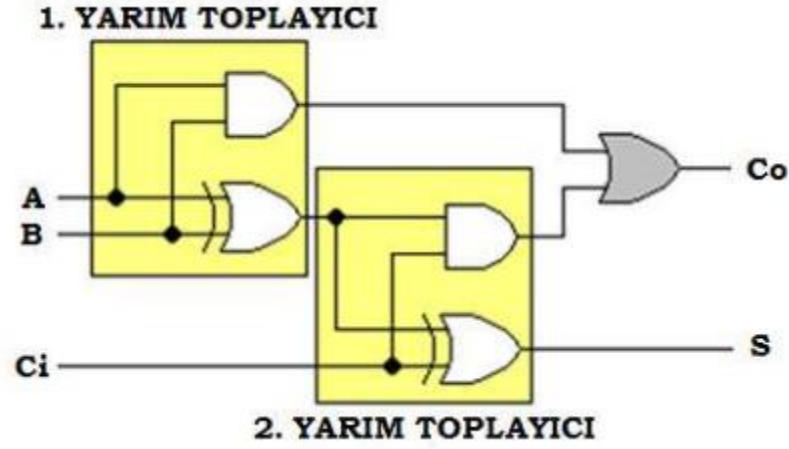 1. YARIM TOPLAYICI
A
B
Co
Ci
S
2. YARIM TOPLAYICI